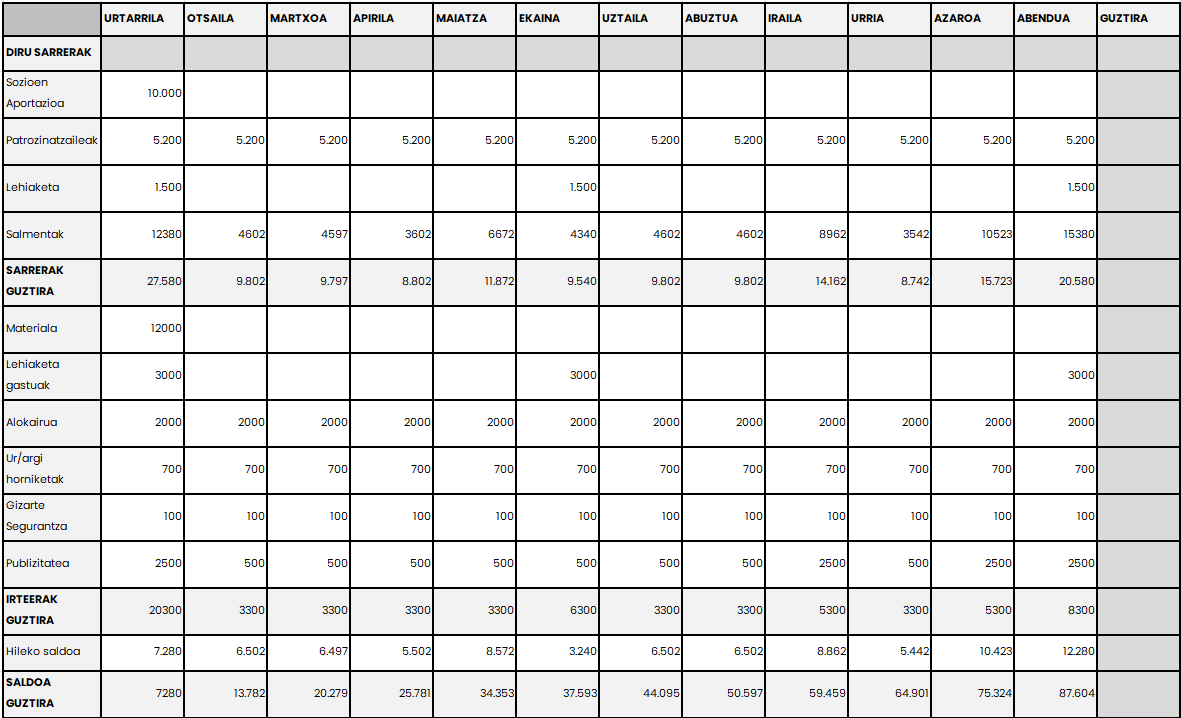 URTARRILA OTSAILA MARTXOA APIRILA MAIATZA EKAINA UZTAILA ABUZTUA IRAILA URRIA AZAROA ABENDUA GUZTIRA
DIRU SARRERAK
Sozioen
Aportazioa 10.000
Patrozinatzaileak 5.200 5.200 5.200 5.200 5.200 5.200 5.200 5.200 5.200 5.200 5.200 5.200
Lehiaketa 1.500 1.500 1.500
Salmentak 12380 4602 4597 3602 6672 4340 4602 4602 8962 3542 10523 15380
SARRERAK
GUZTIRA 27.580 9.802 9.797 8.802 11.872 9.540 9.802 9.802 14.162 8.742 15.723 20.580
Materiala 12000
Lehiaketa
gastuak 3000 3000 3000
Alokairua 2000 2000 2000 2000 2000 2000 2000 2000 2000 2000 2000 2000
Ur/argi
horniketak 700 700 700 700 700 700 700 700 700 700 700 700
Gizarte
Segurantza 100 100 100 100 100 100 100 100 100 100 100 100
Publizitatea 2500 500 500 500 500 500 500 500 2500 500 2500 2500
IRTEERAK
GUZTIRA 20300 3300 3300 3300 3300 6300 3300 3300 5300 3300 5300 8300
Hileko saldoa 7.280 6.502 6.497 5.502 8.572 3.240 6.502 6.502 8.862 5.442 10.423 12.280
SALDOA
GUZTIRA 7280 13.782 20.279 25.781 34.353 37.593 44.095 50.597 59.459 64.901 75.324 87.604